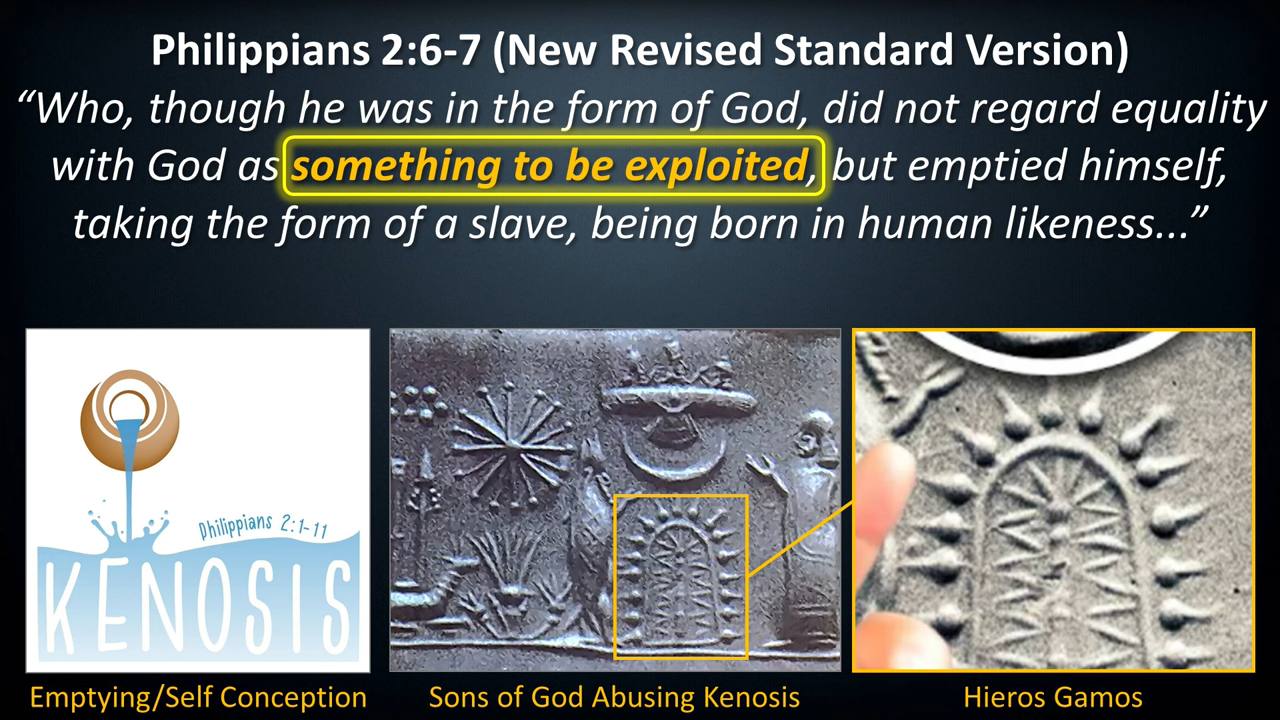 Philippians 2:6-7 (New Revised Standard Version)
“Who, though he was in the form of God, did not regard equality
with God as something to be exploited, but emptied himself,
taking the form of a slave, being born in human likeness...”
Philippians 2:1-11
KENOSIS
Emptying/Self Conception
Sons of God Abusing Kenosis
Hieros Gamos